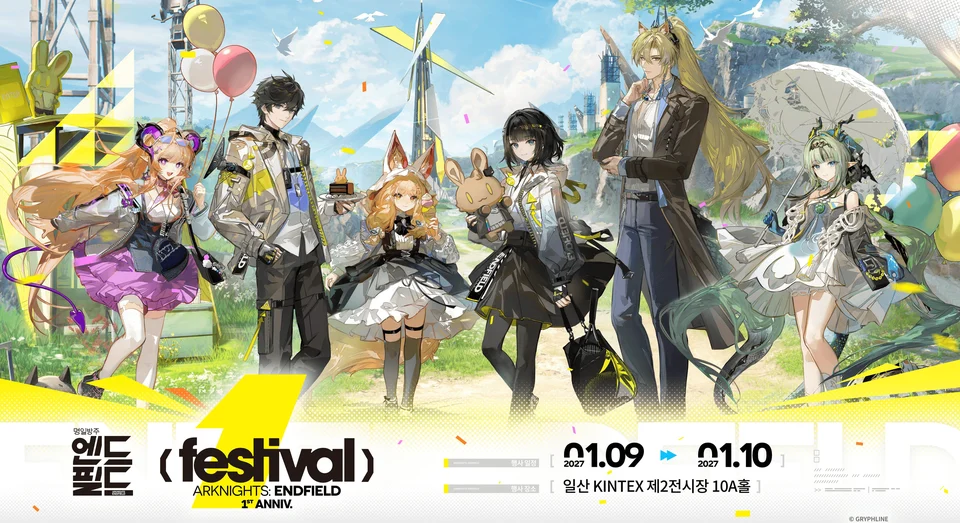 ENDFIELD
명일방주
엔드
필드
(festival)
ARKNIGHTS: ENDFIELD
1ST ANNIV.
행사 일정
[ 2027 01.09 2027 01.10 ]
행사 장소
[ 일산 KINTEX 제2전시장 10A홀 ]
© GRYPHLINE